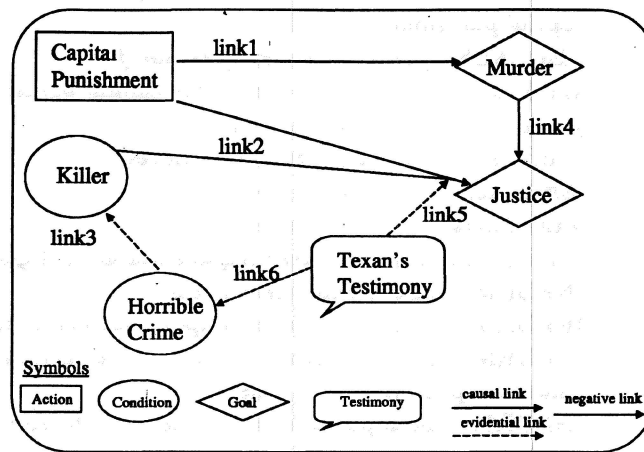 Capital
Punishment
link1
Murder
link4
link2
Killer
Justice
link5
link3
Texan's
Testimony
link6
Horrible
Crime
Symbols
Action
Condition
Goal
Testimony
causal link
negative link
evidential link